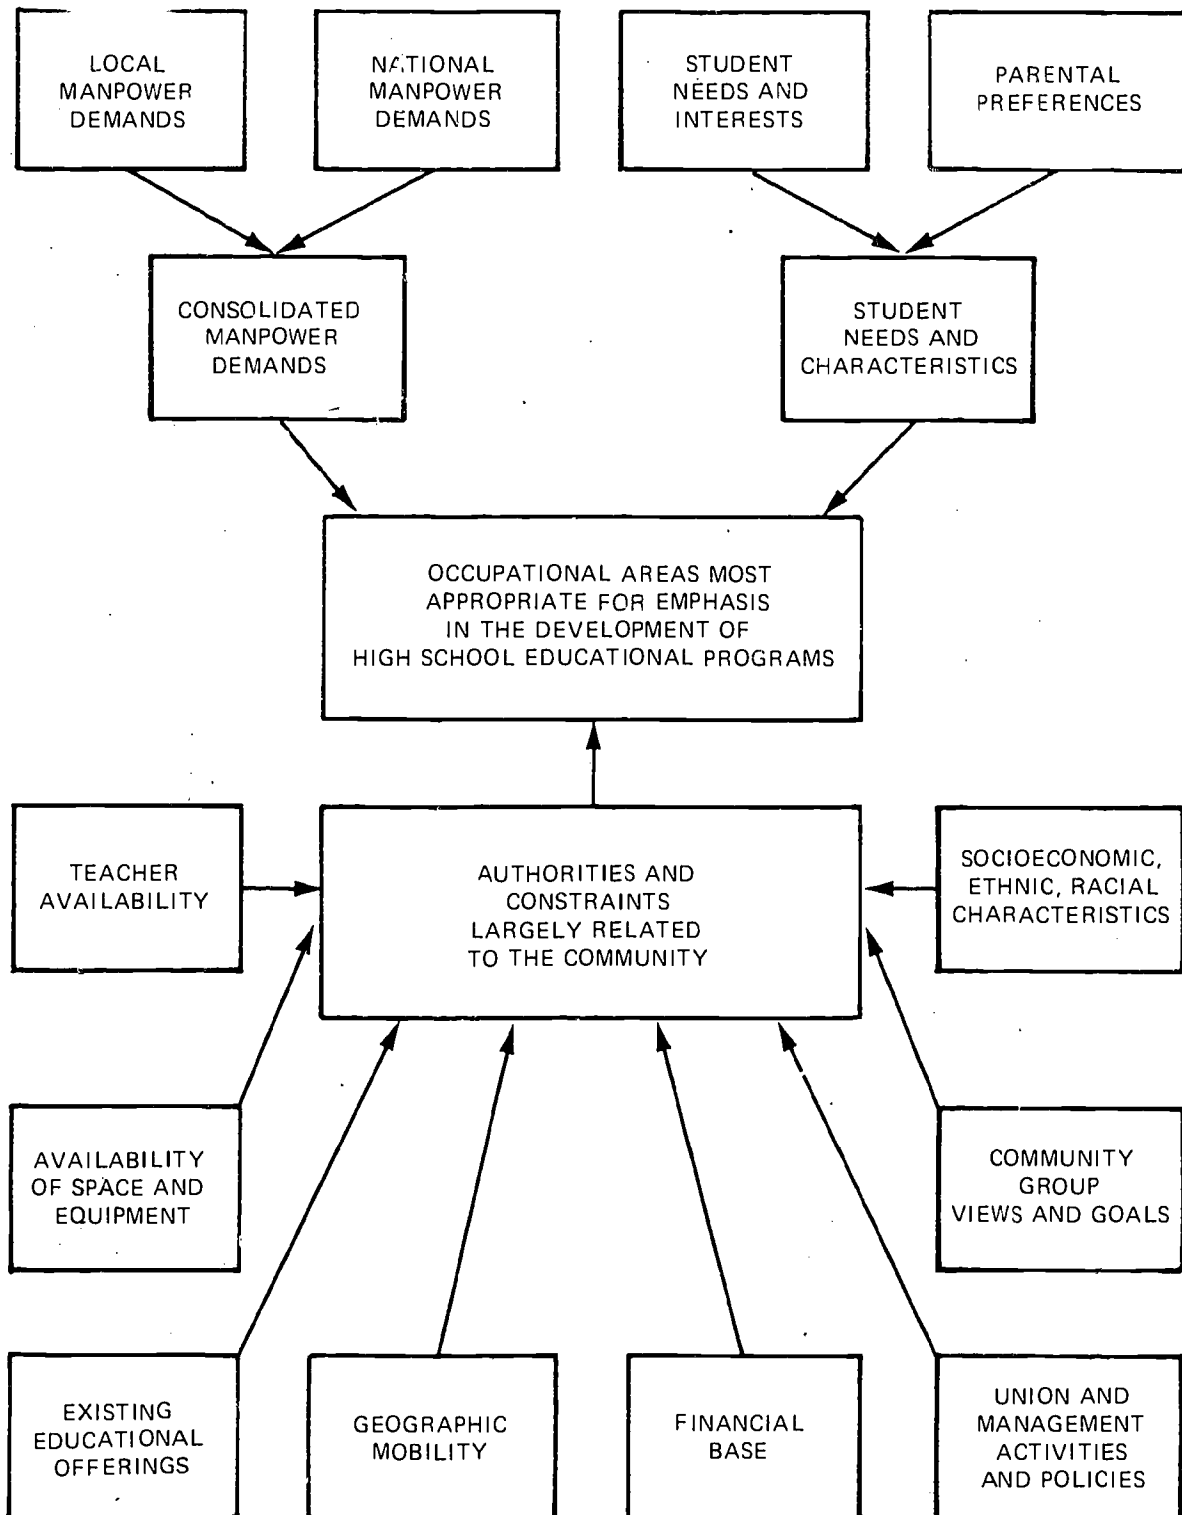 LOCAL
MANPOWER
DEMANDS
NATIONAL
MANPOWER
DEMANDS
STUDENT
NEEDS AND
INTERESTS
PARENTAL
PREFERENCES
CONSOLIDATED
MANPOWER
DEMANDS
STUDENT
NEEDS AND
CHARACTERISTICS
OCCUPATIONAL AREAS MOST
APPROPRIATE FOR EMPHASIS
IN THE DEVELOPMENT OF
HIGH SCHOOL EDUCATIONAL PROGRAMS
TEACHER
AVAILABILITY
AUTHORITIES AND
CONSTRAINTS
LARGELY RELATED
TO THE COMMUNITY
SOCIOECONOMIC,
ETHNIC, RACIAL
CHARACTERISTICS
AVAILABILITY
OF SPACE AND
EQUIPMENT
COMMUNITY
GROUP
VIEWS AND GOALS
EXISTING
EDUCATIONAL
OFFERINGS
GEOGRAPHIC
MOBILITY
FINANCIAL
BASE
UNION AND
MANAGEMENT
ACTIVITIES
AND POLICIES